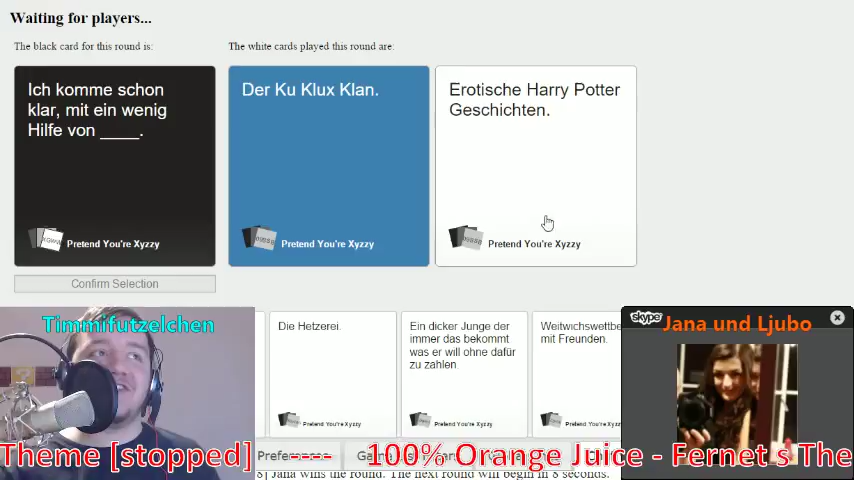 Waiting for players...
The black card for this round is:
The white cards played this round are:
Ich komme schon
klar, mit ein wenig
Hilfe von ____.
Pretend You're Xyzzy
Der Ku Klux Klan.
Pretend You're Xyzzy
Erotische Harry Potter
Geschichten.
Pretend You're Xyzzy
Confirm Selection
Timmifutzelchen
Die Hetzerei.
Pretend You're Xyzzy
Ein dicker Junge der
immer das bekommt
was er will ohne dafür
zu zahlen.
Pretend You're Xyzzy
Weitwichswettbe
mit Freunden.
Pretend You're Xyzz
skype
Jana und Ljubo
Theme [stopped] ---- 100% Orange Juice - Fernet s The
Jana wins the round. The next round will begin in 8 seconds.